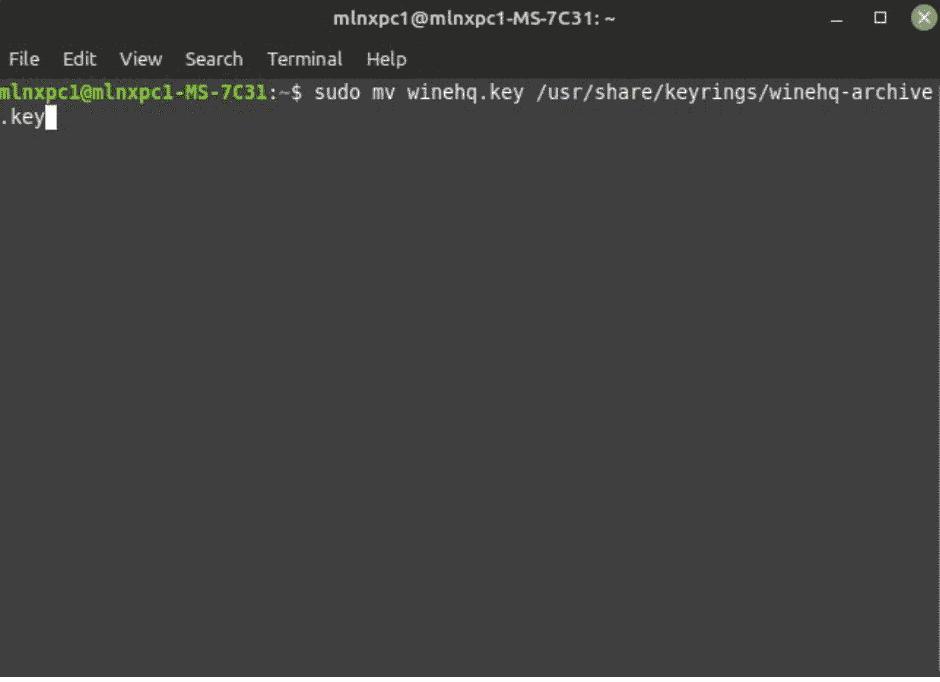 mlnxpc1@mlnxpc1-MS-7C31: ~
File Edit View Search Terminal Help
mlnxpc1@mlnxpc1-MS-7C31:~$ sudo mv winehq.key /usr/share/keyrings/winehq-archive
.key